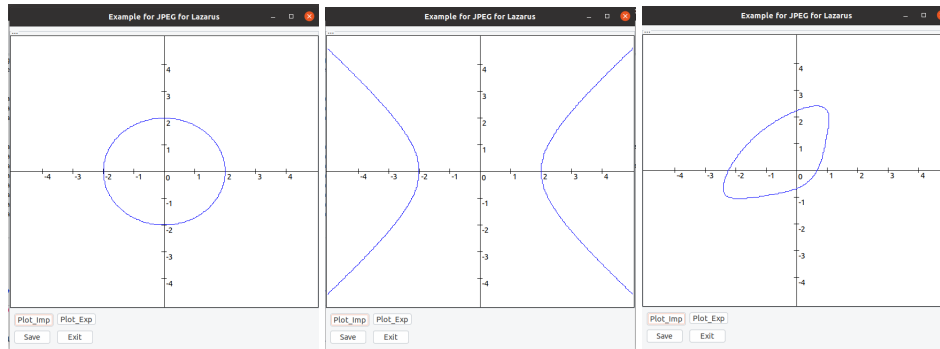 Example for JPEG for Lazarus
...
4
3
2
1
-4 -3 -2 -1 0 1 2 3 4
-1
-2
-3
-4
Plot_Imp Plot_Exp
Save Exit
Example for JPEG for Lazarus
...
4
3
2
1
-4 -3 -2 -1 0 1 2 3 4
-1
-2
-3
-4
Plot_Imp Plot_Exp
Save Exit
Example for JPEG for Lazarus
...
4
3
2
1
-4 -3 -2 -1 0 1 2 3 4
-1
-2
-3
-4
Plot_Imp Plot_Exp
Save Exit